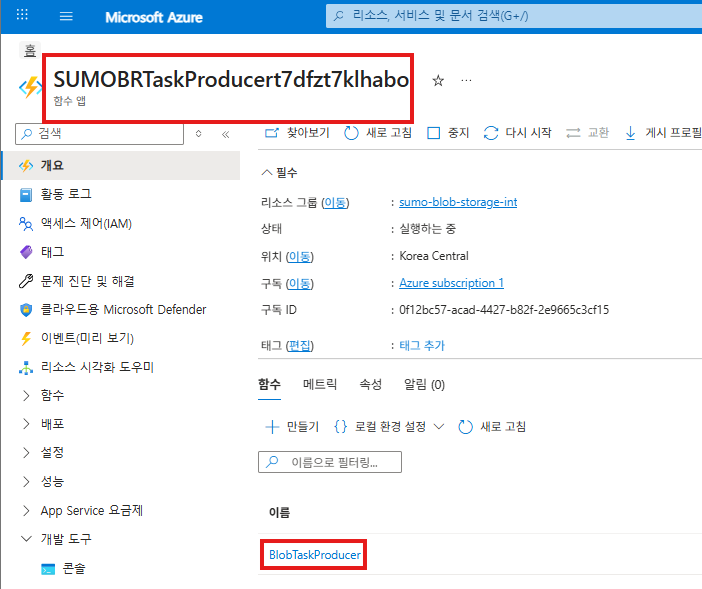 Microsoft Azure
리소스, 서비스 및 문서 검색(G+/)
홈
SUMOBRTaskProducert7dfzt7klhabo
함수 앱
검색
찾아보기 새로 고침 중지 다시 시작 교환 게시 프로필
개요
활동 로그
액세스 제어(IAM)
태그
문제 진단 및 해결
클라우드용 Microsoft Defender
이벤트(미리 보기)
리소스 시각화 도우미
함수
배포
설정
성능
App Service 요금제
개발 도구
콘솔
필수
리소스 그룹 (이동) : sumo-blob-storage-int
상태 : 실행하는 중
위치 (이동) : Korea Central
구독 (이동) : Azure subscription 1
구독 ID : 0f12bc57-acad-4427-b82f-2e9665c3cf15
태그 (편집) : 태그 추가
함수 메트릭 속성 알림 (0)
만들기 로컬 환경 설정 새로 고침
이름으로 필터링...
이름
BlobTaskProducer